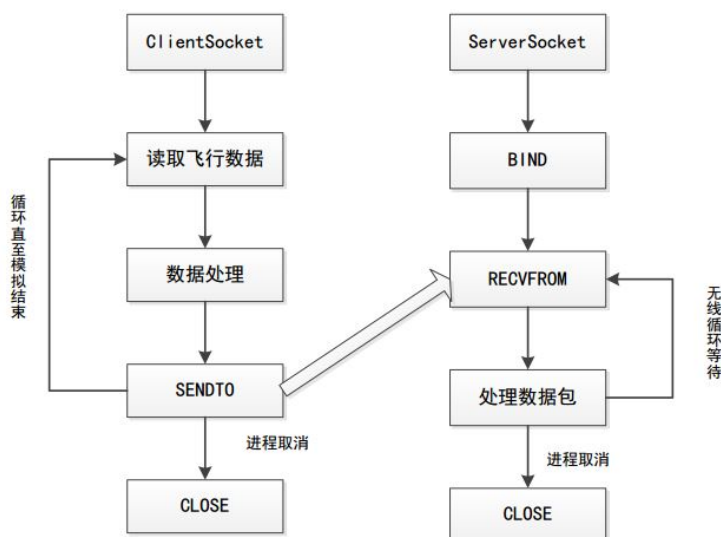 ClientSocket
ServerSocket
读取飞行数据
BIND
循环直至模拟结束
数据处理
RECVFROM
无线循环等待
SENDTO
处理数据包
进程取消
进程取消
CLOSE
CLOSE